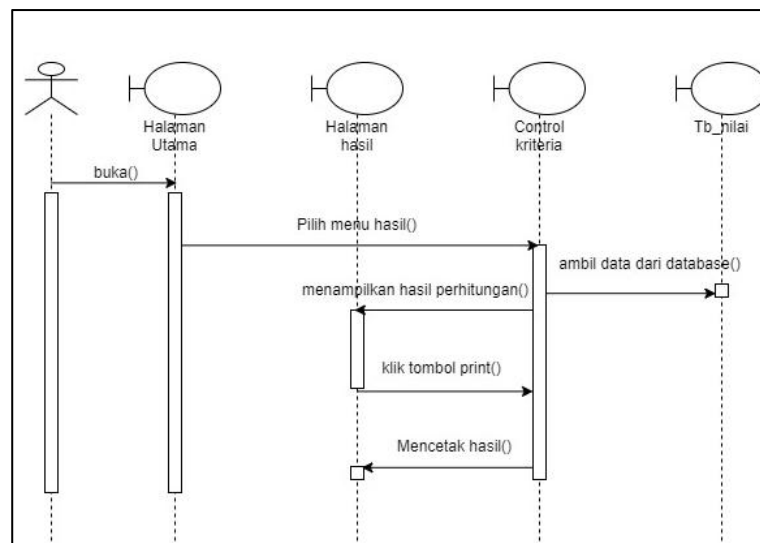 Halaman
Utama
Halaman
hasil
Control
kriteria
Tb_nilai
buka()
Pilih menu hasil()
ambil data dari database()
menampilkan hasil perhitungan()
klik tombol print()
Mencetak hasil()